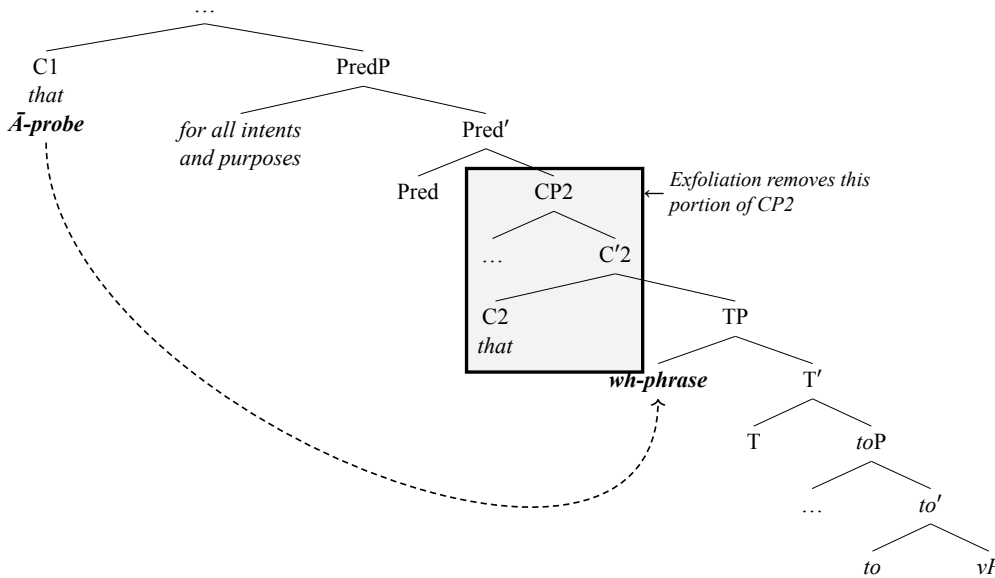 …
C1 PredP
that
Ā-probe
for all intents
and purposes
Pred′
Pred CP2
← Exfoliation removes this
portion of CP2
… C′2
C2 TP
that
wh-phrase T′
T toP
… to′
to vP